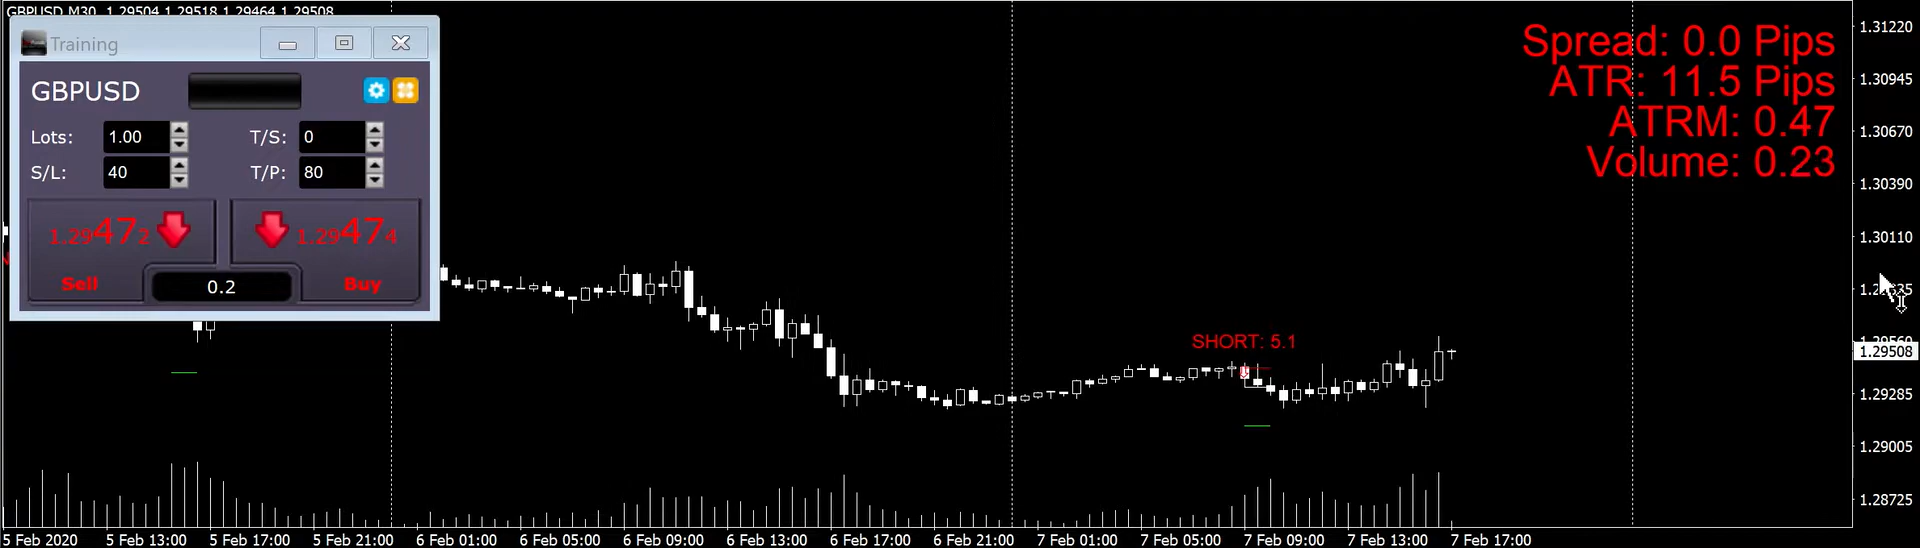 GBPUSD M30 1.29504 1.29518 1.29464 1.29508
Training
GBPUSD
Lots: 1.00 T/S: 0
S/L: 40 T/P: 80
1.29472 1.29474
Sell 0.2 Buy
Spread: 0.0 Pips
ATR: 11.5 Pips
ATRM: 0.47
Volume: 0.23
SHORT: 5.1
1.31220
1.30945
1.30670
1.30390
1.30110
1.29508
1.29285
1.29005
1.28725
5 Feb 2020 5 Feb 13:00 5 Feb 17:00 5 Feb 21:00 6 Feb 01:00 6 Feb 05:00 6 Feb 09:00 6 Feb 13:00 6 Feb 17:00 6 Feb 21:00 7 Feb 01:00 7 Feb 05:00 7 Feb 09:00 7 Feb 13:00 7 Feb 17:00